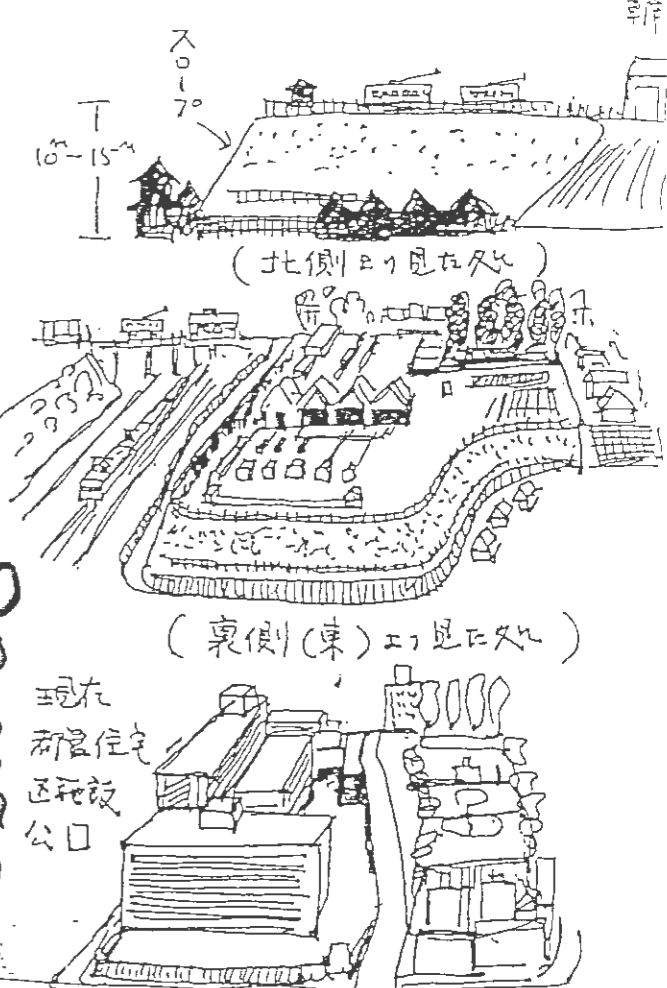 スロープ
10m〜15m
(北側より見た処)
(裏側(東)より見た処)
現在
都営住宅
区施設
公口